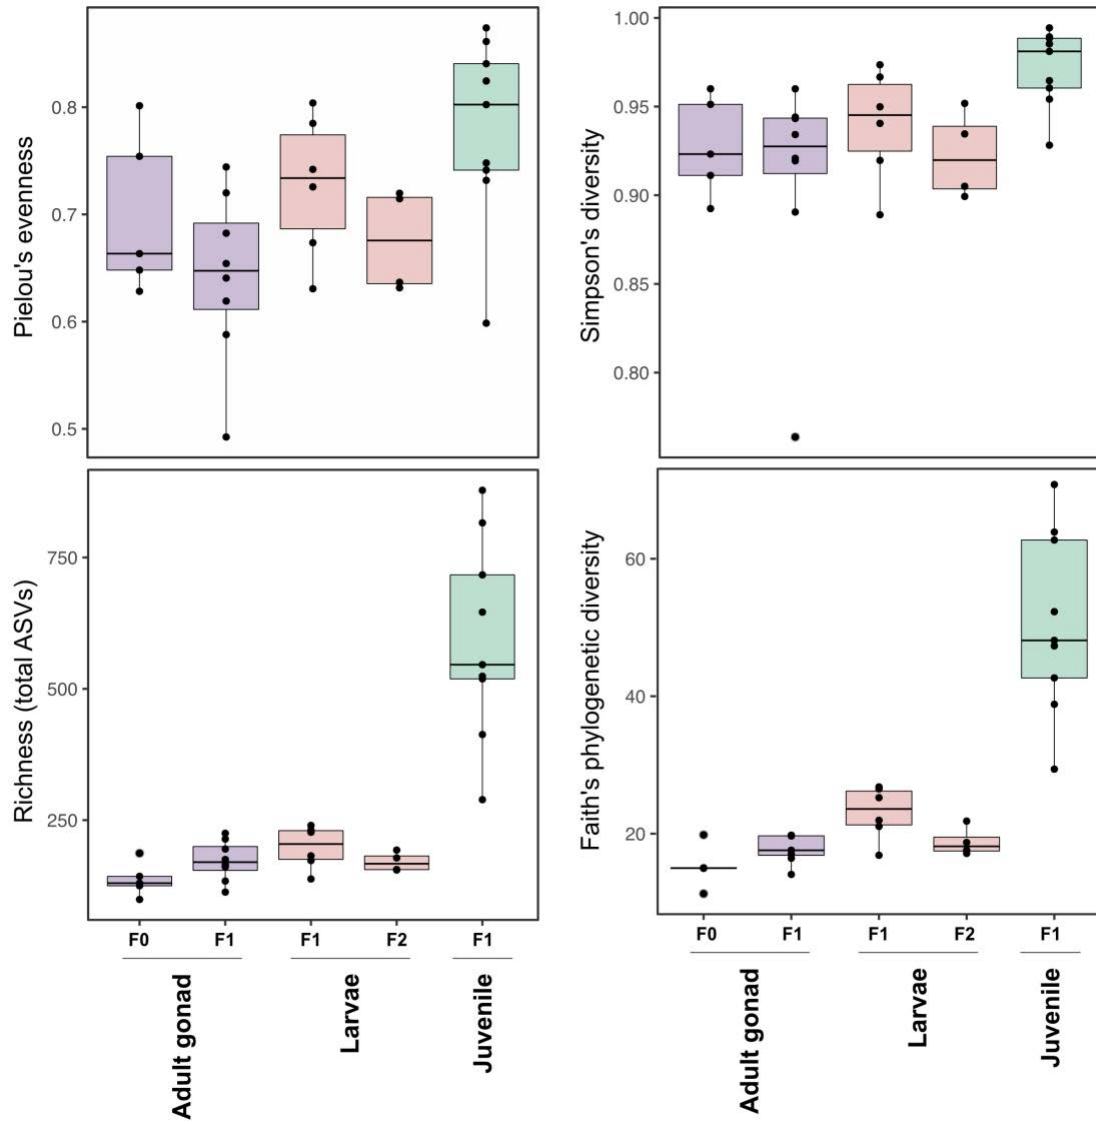 Pielou's evenness
0.8
0.7
0.6
0.5
Simpson's diversity
1.00
0.95
0.90
0.85
0.80
Richness (total ASVs)
750
500
250
F0 F1 F1 F2 F1
Adult gonad
Larvae
Juvenile
Faith's phylogenetic diversity
60
40
20
F0 F1 F1 F2 F1
Adult gonad
Larvae
Juvenile